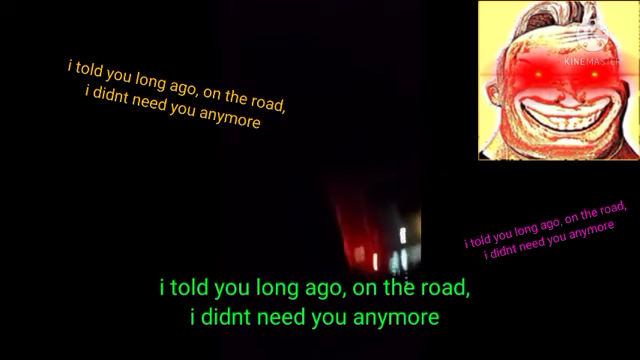 KINEMASTER
i told you long ago, on the road,
i didnt need you anymore
i told you long ago, on the road,
i didnt need you anymore
i told you long ago, on the road,
i didnt need you anymore